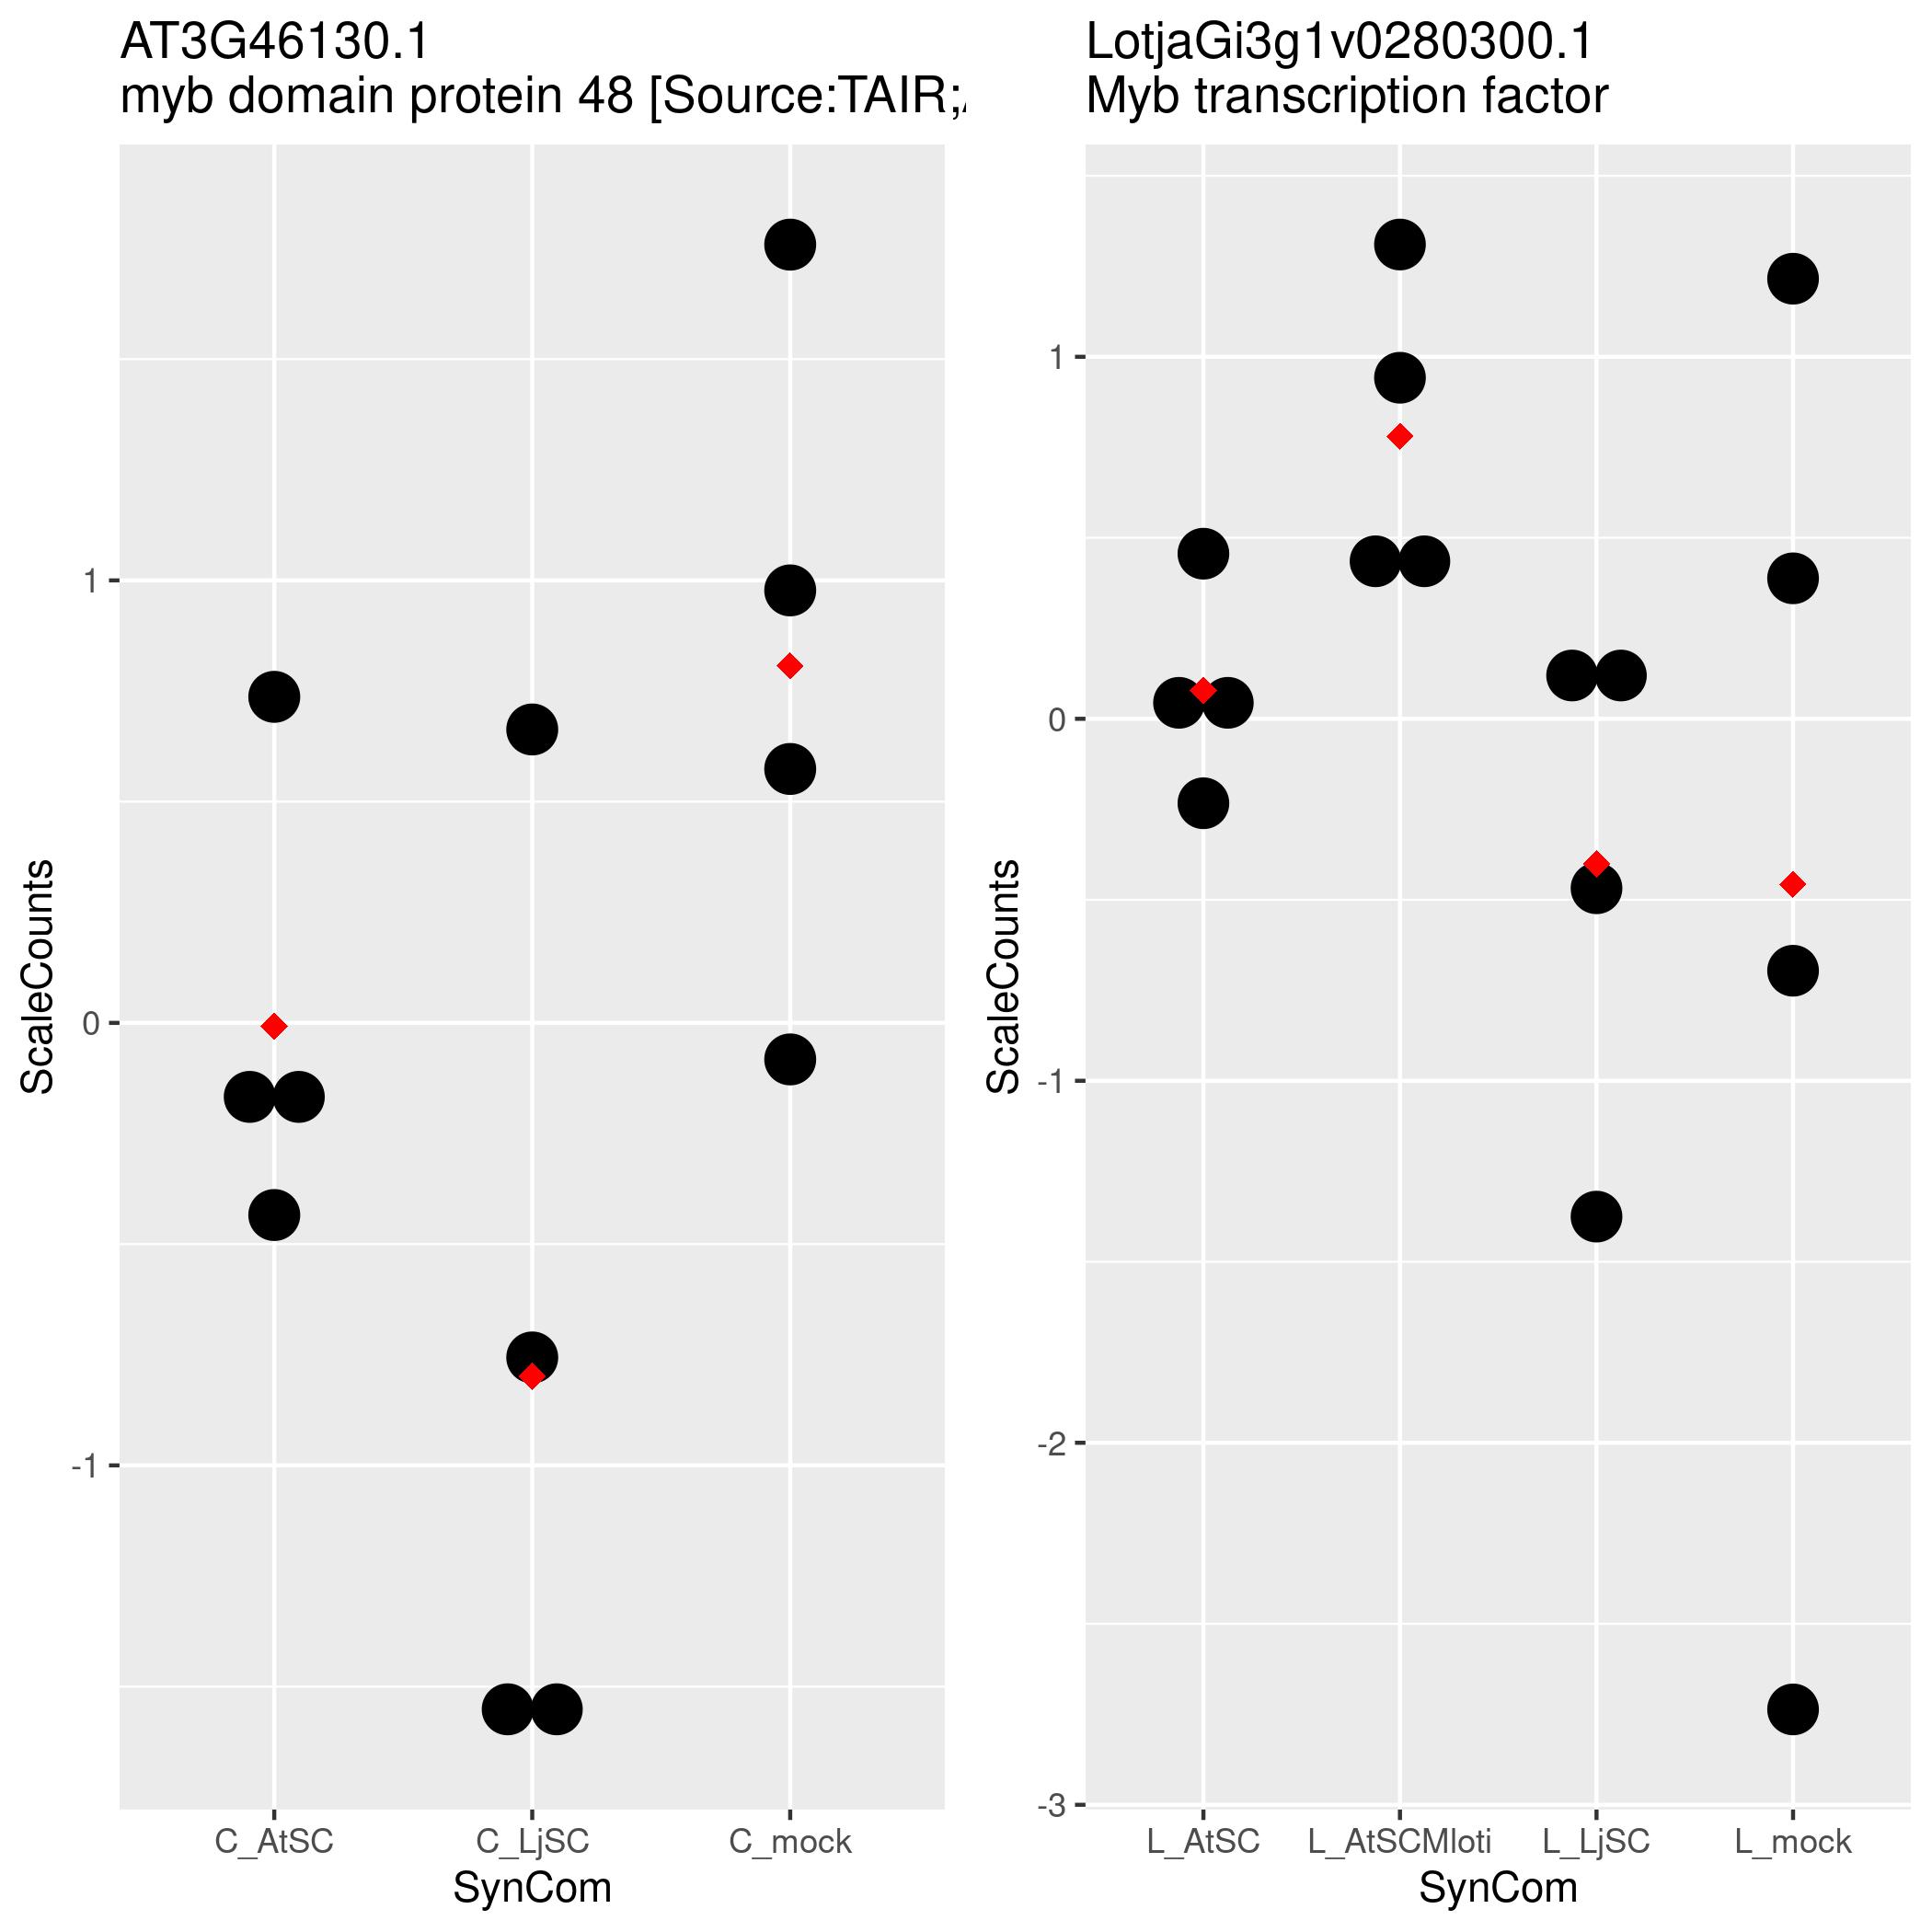 AT3G46130.1
myb domain protein 48 [Source:TAIR;
ScaleCounts
1
0
-1
C_AtSC C_LjSC C_mock
SynCom
LotjaGi3g1v0280300.1
Myb transcription factor
ScaleCounts
1
0
-1
-2
-3
L_AtSC L_AtSCMloti L_LjSC L_mock
SynCom